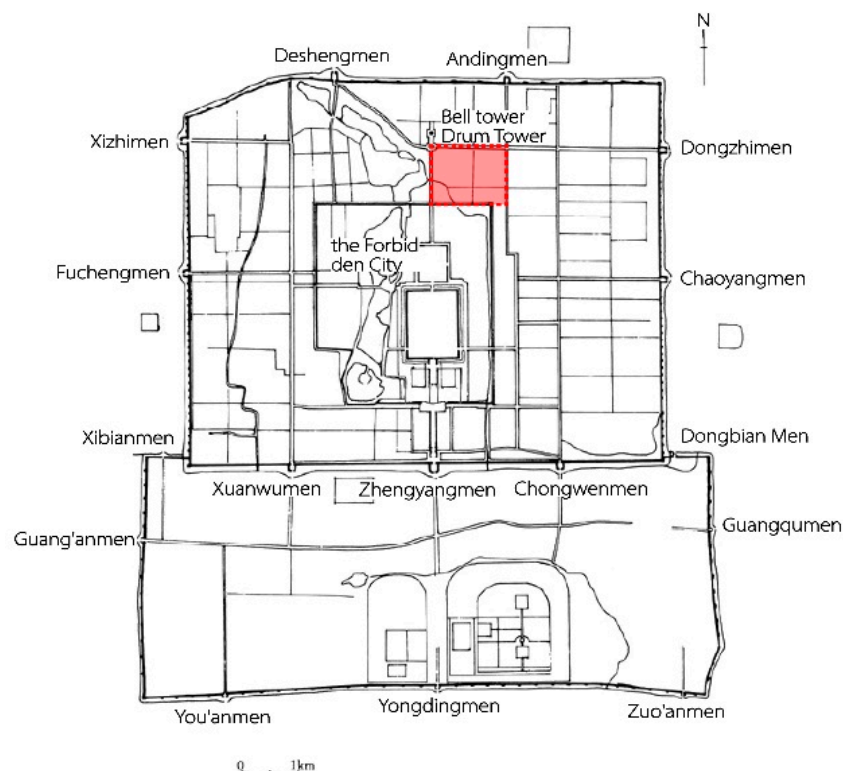 N
Deshengmen
Andingmen
Bell tower
Drum Tower
Xizhimen
Dongzhimen
the Forbid
den City
Fuchengmen
Chaoyangmen
Xibianmen
Dongbian Men
Xuanwumen
Zhengyangmen
Chongwenmen
Guang'anmen
Guangqumen
You'anmen
Yongdingmen
Zuo'anmen
0 1km